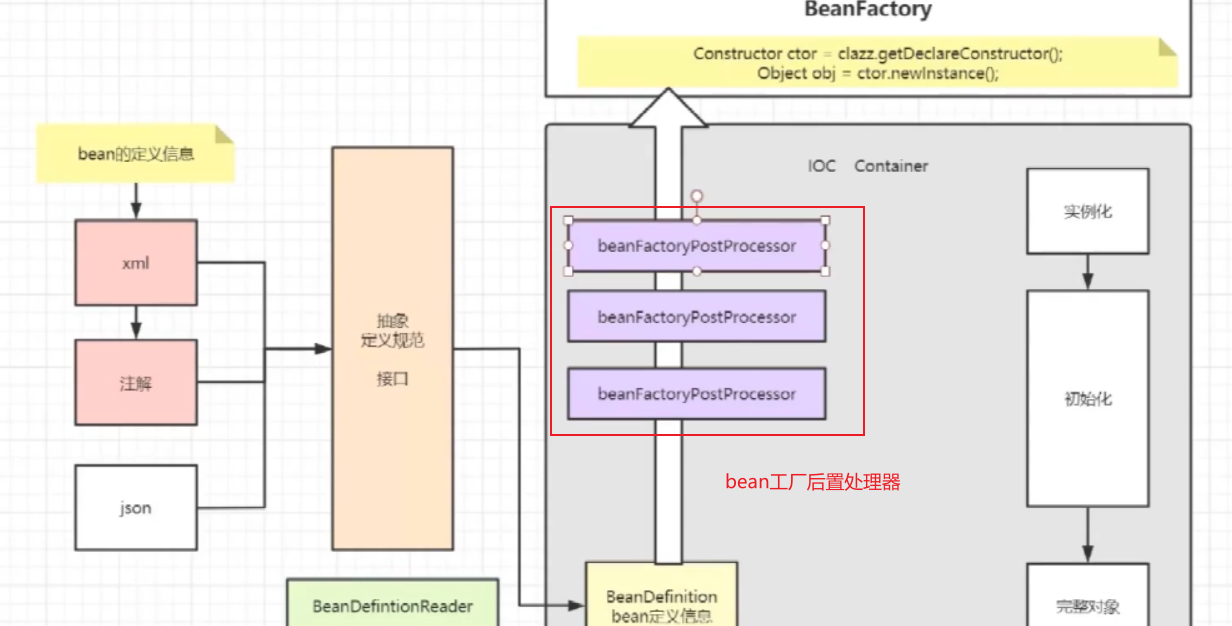 BeanFactory
Constructor ctor = clazz.getDeclareConstructor();
Object obj = ctor.newInstance();
bean的定义信息
xml
注解
json
抽象
定义规范
接口
BeanDefintionReader
IOC Container
beanFactoryPostProcessor
beanFactoryPostProcessor
beanFactoryPostProcessor
bean工厂后置处理器
BeanDefinition
bean定义信息
实例化
初始化
完整对象